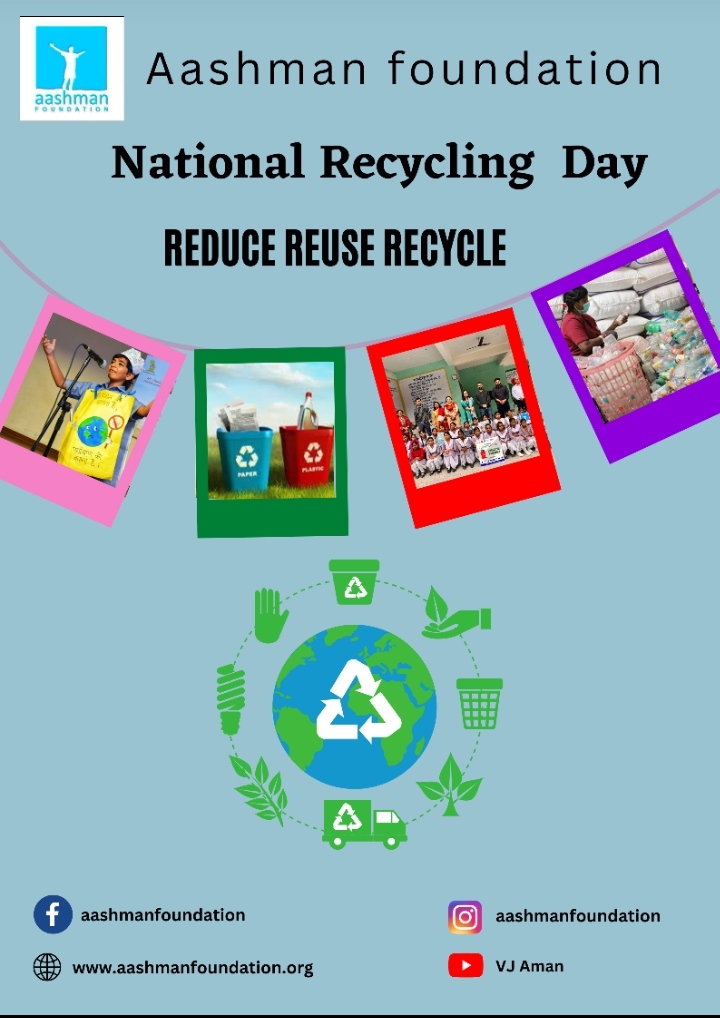 aashman
FOUNDATION
Aashman foundation
National Recycling Day
REDUCE REUSE RECYCLE
PAPER
PLASTIC
aashmanfoundation
aashmanfoundation
www.aashmanfoundation.org
VJ Aman